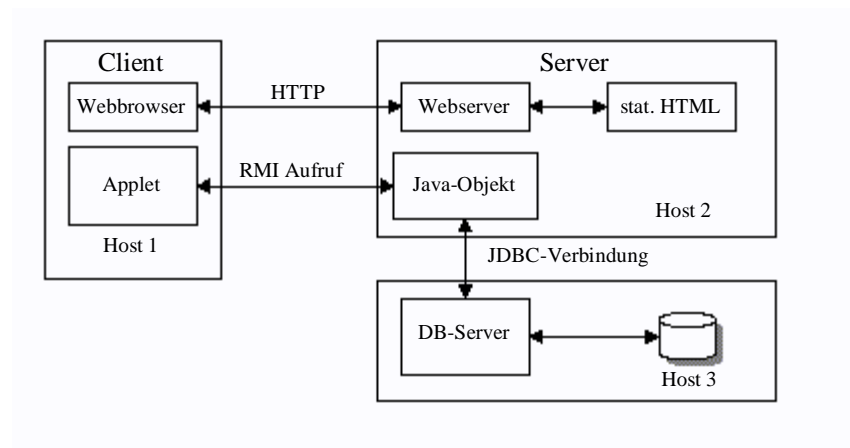 Client
Server
Webbrowser
HTTP
Webserver
stat. HTML
Applet
RMI Aufruf
Java-Objekt
Host 1
Host 2
JDBC-Verbindung
DB-Server
Host 3